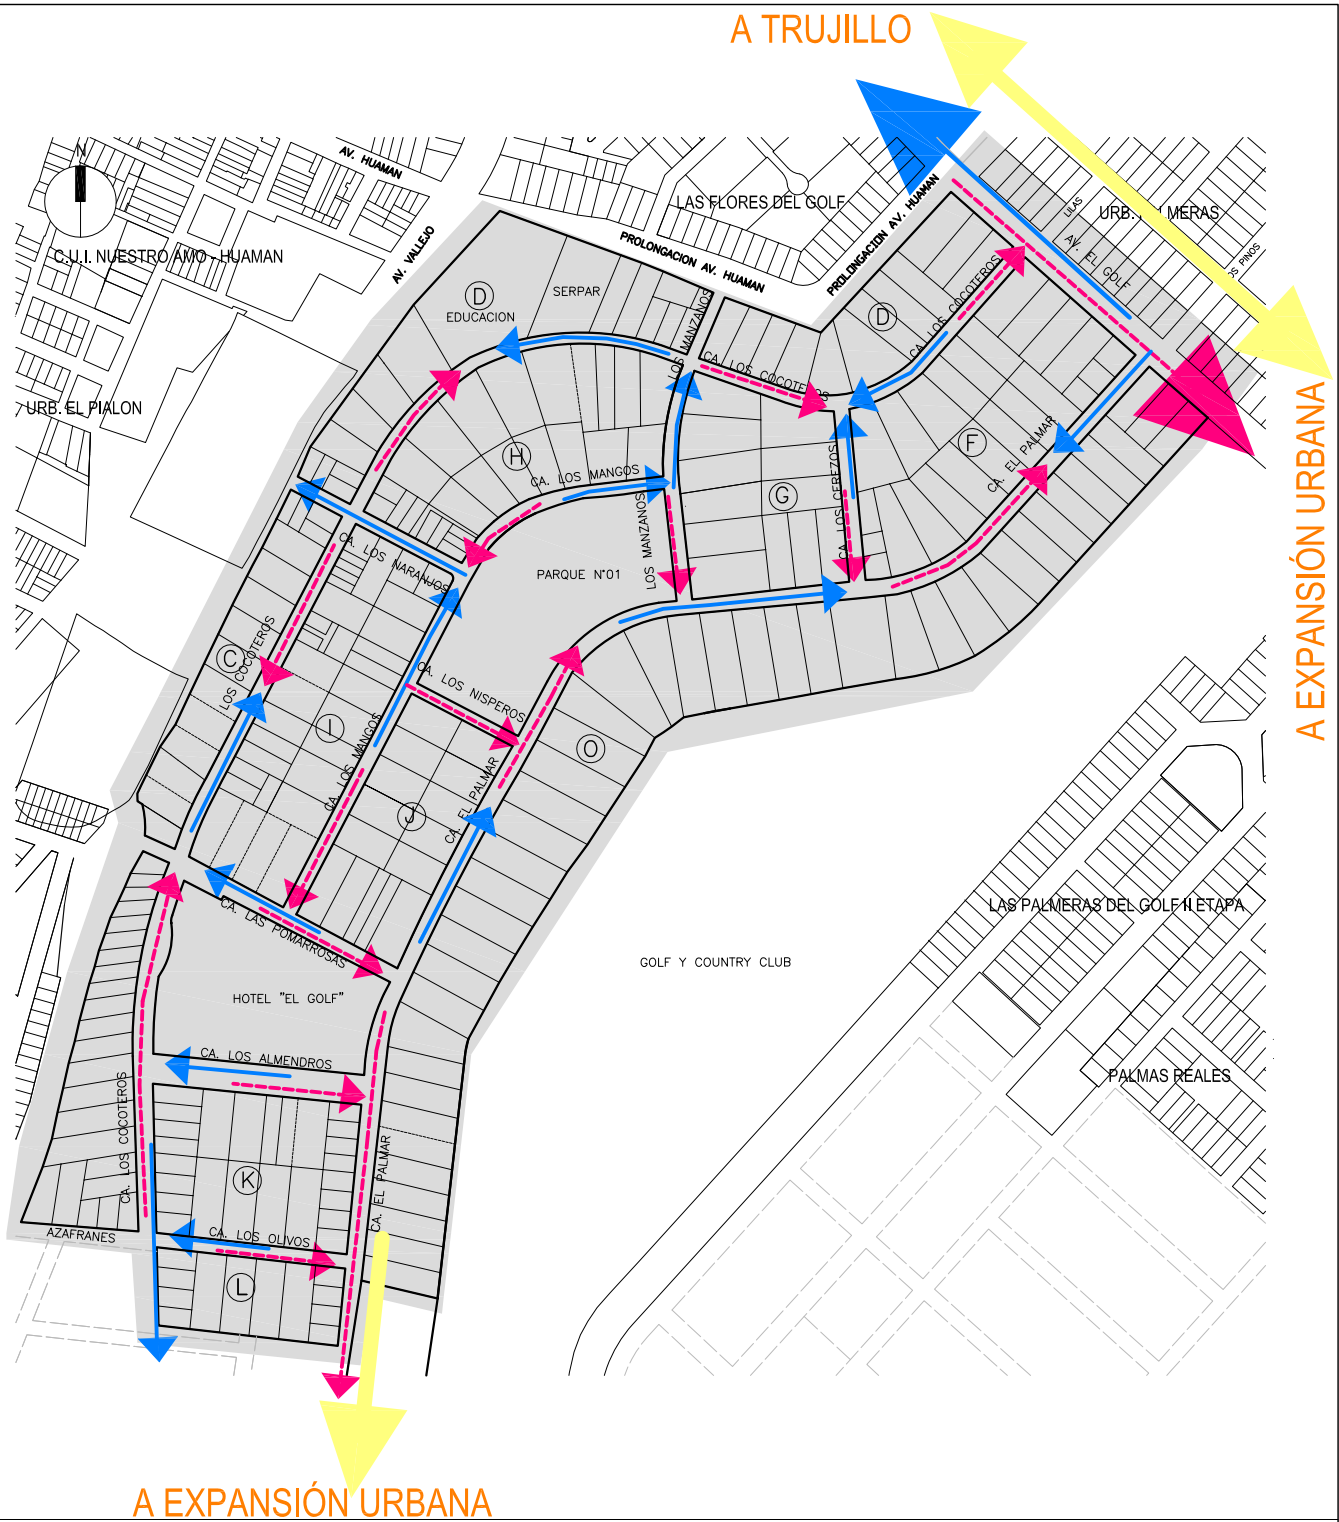 A TRUJILLO
N
AV. HUAMAN
LAS FLORES DEL GOLF
PROLONGACION AV. HUAMAN
LILAS
URB.
MERAS
C.U.I. NUESTRO AMO - HUAMAN
AV. VALLEJO
PROLONGACION AV. HUAMAN
AV. EL GOLF
OS PINOS
D
EDUCACION
SERPAR
LOS MANZANOS
D
CA. LOS COCOTEROS
CA. LOS COCOTEROS
URB. EL PIALON
H
CA. LOS MANGOS
G
CA. LOS CEREZOS
F
CA. EL PALMAR
A EXPANSIÓN URBANA
CA. LOS NARANJOS
PARQUE N°01
LOS MANZANOS
C
LOS COCOTEROS
CA. LOS NISPEROS
I
CA. LOS MANGOS
O
J
CA. EL PALMAR
CA. LAS POMARROSAS
LAS PALMERAS DEL GOLF II ETAPA
GOLF Y COUNTRY CLUB
HOTEL "EL GOLF"
CA. LOS ALMENDROS
PALMAS REALES
CA. LOS COCOTEROS
K
CA. EL PALMAR
AZAFRANES
CA. LOS OLIVOS
L
A EXPANSIÓN URBANA